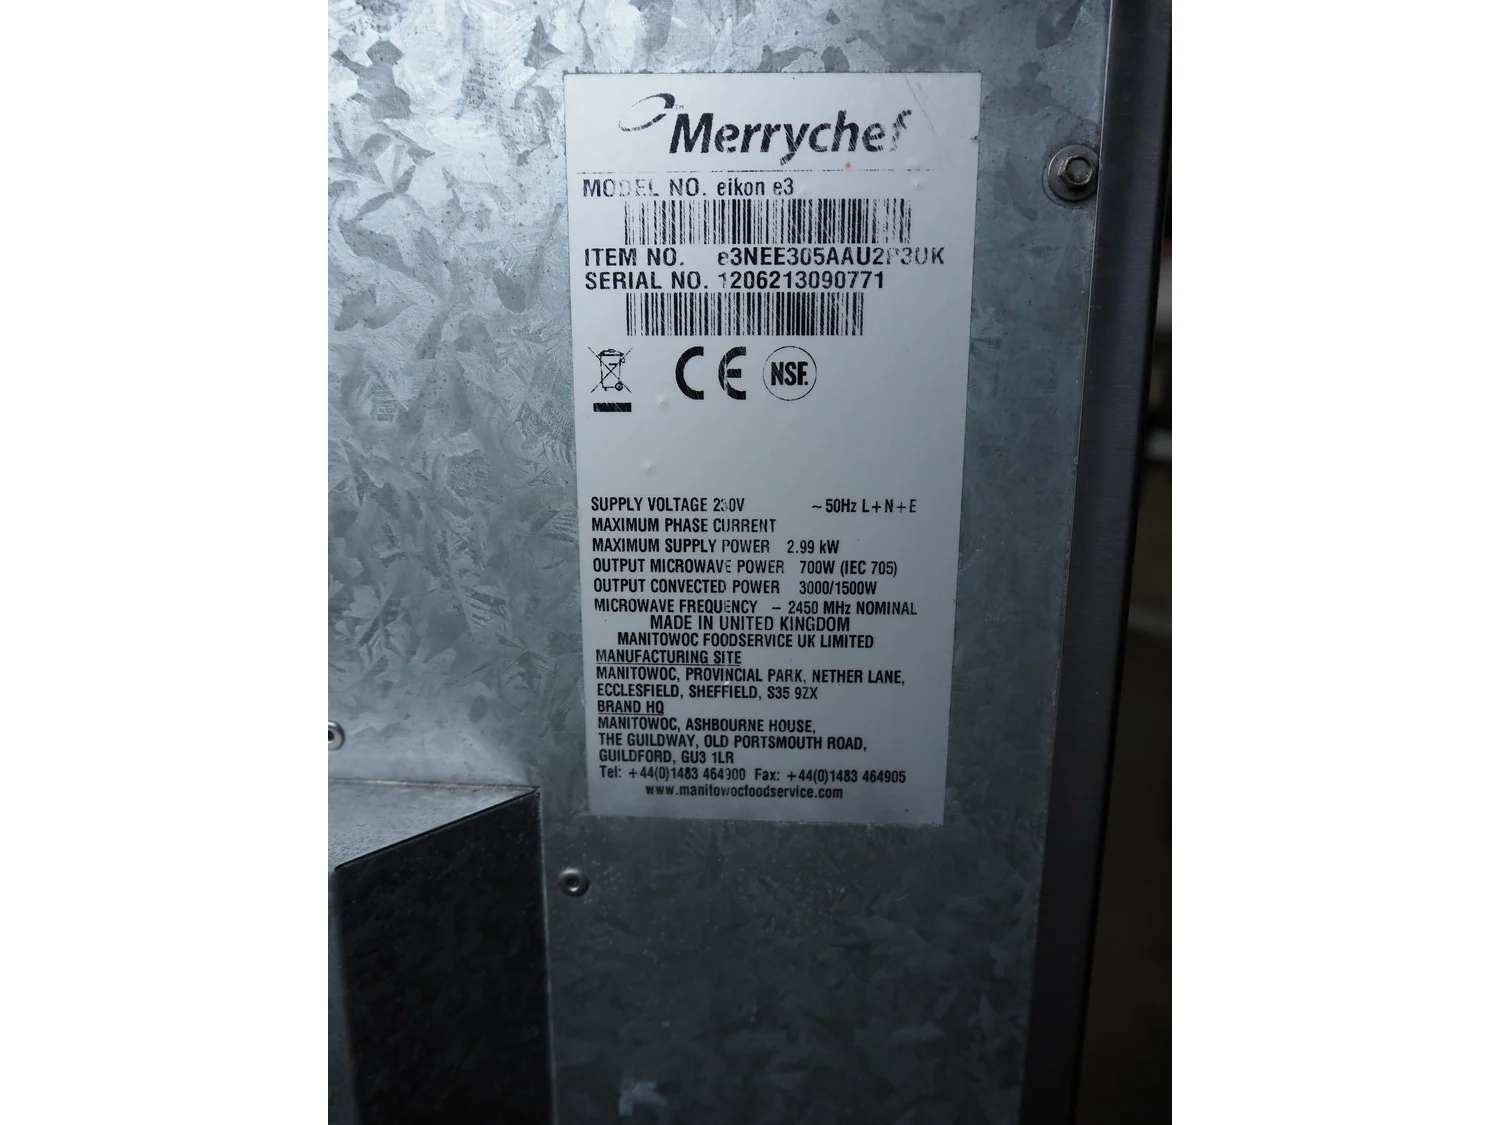 Merrychef
MODEL NO. eikon e3
ITEM NO. e3NEE305AAU2P3UK
SERIAL NO. 1206213090771
CE NSF.
SUPPLY VOLTAGE 230V ~ 50Hz L+N+E
MAXIMUM PHASE CURRENT
MAXIMUM SUPPLY POWER 2.99 kW
OUTPUT MICROWAVE POWER 700W (IEC 705)
OUTPUT CONVECTED POWER 3000/1500W
MICROWAVE FREQUENCY – 2450 MHz NOMINAL
MADE IN UNITED KINGDOM
MANITOWOC FOODSERVICE UK LIMITED
MANUFACTURING SITE
MANITOWOC, PROVINCIAL PARK, NETHER LANE,
ECCLESFIELD, SHEFFIELD, S35 9ZX
BRAND HQ
MANITOWOC, ASHBOURNE HOUSE,
THE GUILDWAY, OLD PORTSMOUTH ROAD,
GUILDFORD, GU3 1LR
Tel: +44(0)1483 464900 Fax: +44(0)1483 464905
www.manitowocfoodservice.com